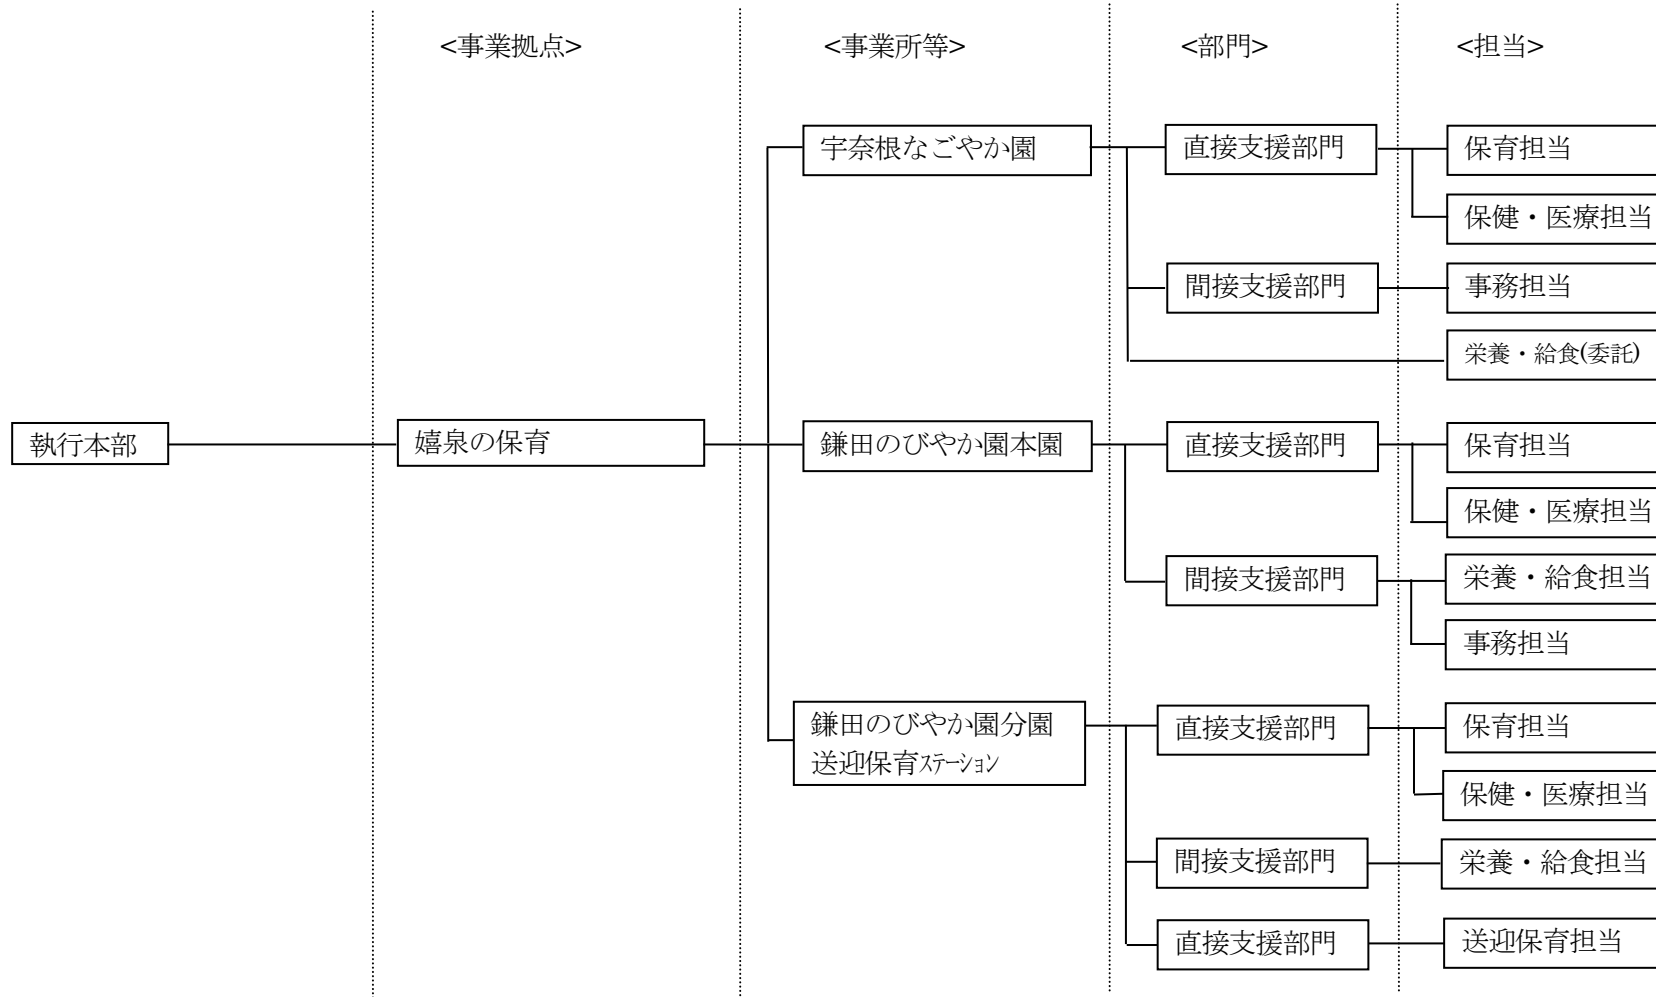 <事業拠点>
<事業所等>
<部門>
<担当>
宇奈根なごやか園
直接支援部門
保育担当
保健・医療担当
間接支援部門
事務担当
栄養・給食(委託)
執行本部
嬉泉の保育
鎌田のびやか園本園
直接支援部門
保育担当
保健・医療担当
間接支援部門
栄養・給食担当
事務担当
鎌田のびやか園分園
送迎保育ｽﾃｰｼｮﾝ
直接支援部門
保育担当
保健・医療担当
間接支援部門
栄養・給食担当
直接支援部門
送迎保育担当